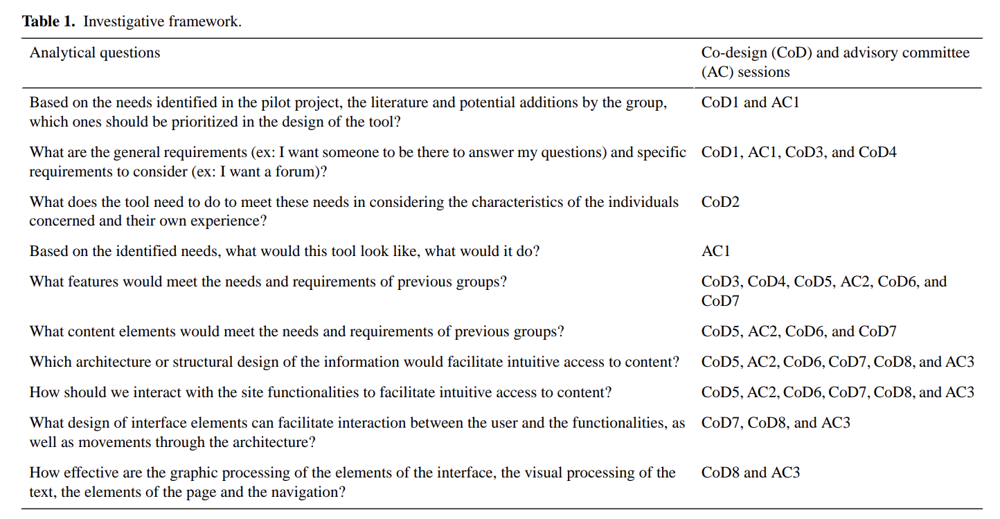 Table 1. Investigative framework.
Analytical questions
Co-design (CoD) and advisory committee
(AC) sessions
Based on the needs identified in the pilot project, the literature and potential additions by the group,
which ones should be prioritized in the design of the tool?
CoD1 and AC1
What are the general requirements (ex: I want someone to be there to answer my questions) and specific
requirements to consider (ex: I want a forum)?
CoD1, AC1, CoD3, and CoD4
What does the tool need to do to meet these needs in considering the characteristics of the individuals
concerned and their own experience?
CoD2
Based on the identified needs, what would this tool look like, what would it do?
AC1
What features would meet the needs and requirements of previous groups?
CoD3, CoD4, CoD5, AC2, CoD6, and
CoD7
What content elements would meet the needs and requirements of previous groups?
CoD5, AC2, CoD6, and CoD7
Which architecture or structural design of the information would facilitate intuitive access to content?
CoD5, AC2, CoD6, CoD7, CoD8, and AC3
How should we interact with the site functionalities to facilitate intuitive access to content?
CoD5, AC2, CoD6, CoD7, CoD8, and AC3
What design of interface elements can facilitate interaction between the user and the functionalities, as
well as movements through the architecture?
CoD7, CoD8, and AC3
How effective are the graphic processing of the elements of the interface, the visual processing of the
text, the elements of the page and the navigation?
CoD8 and AC3